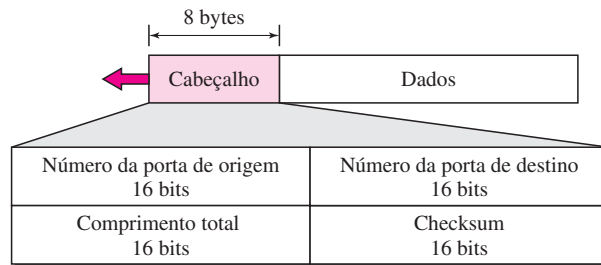 8 bytes
Cabeçalho
Dados
Número da porta de origem
16 bits
Número da porta de destino
16 bits
Comprimento total
16 bits
Checksum
16 bits